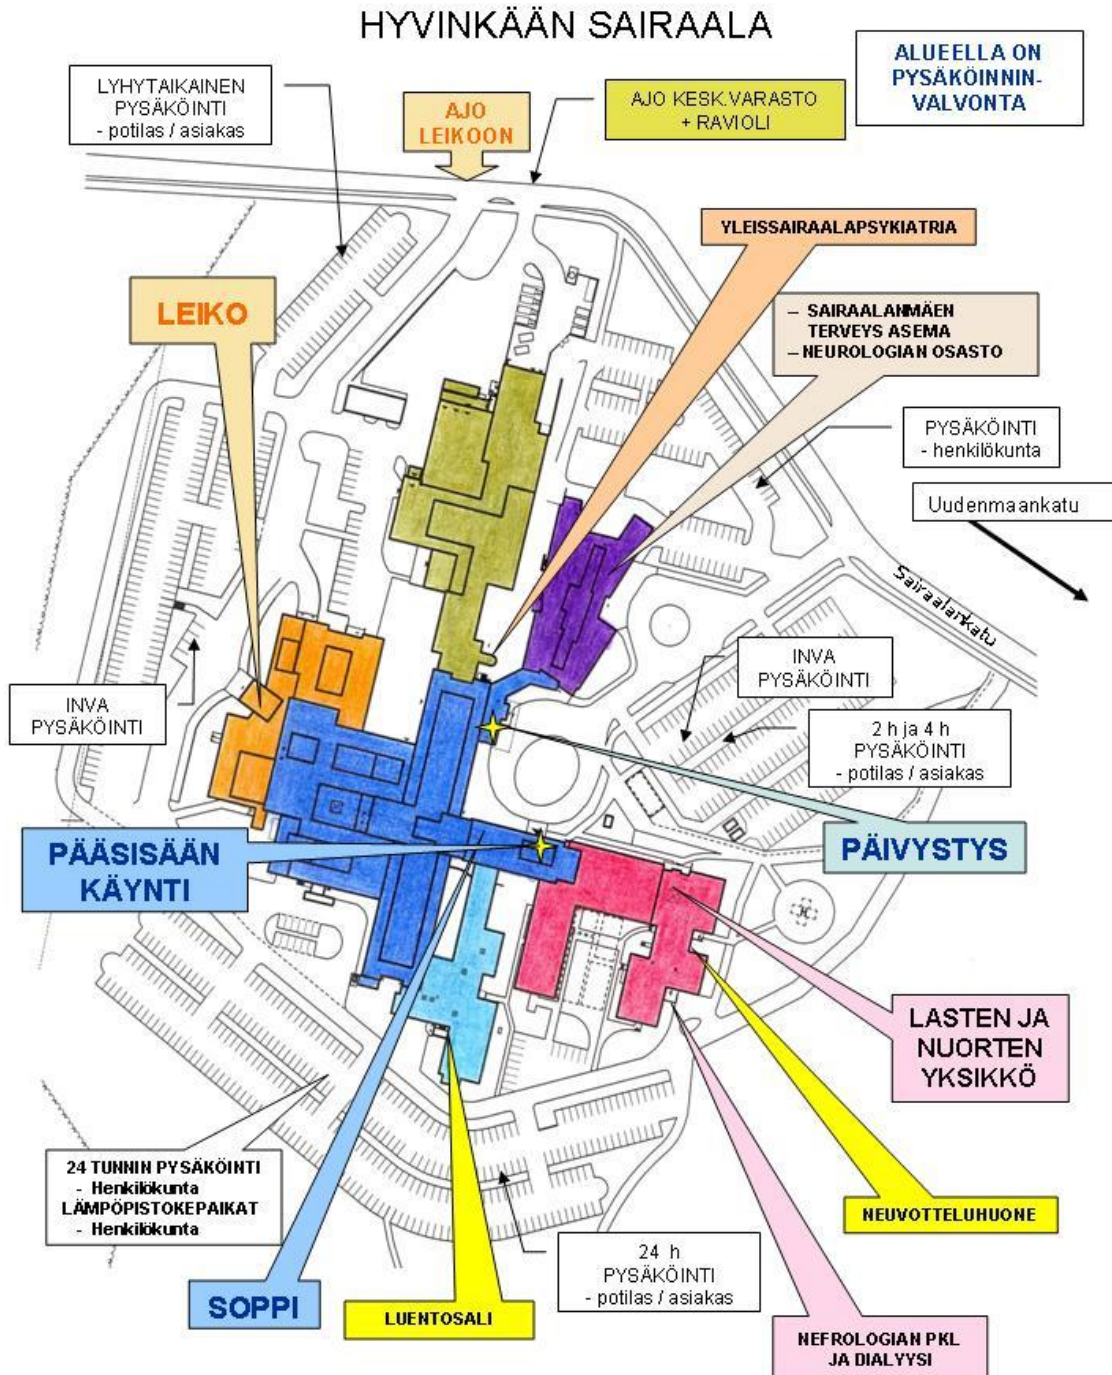 HYVINKÄÄN SAIRAALA
LYHYTAIKAINEN
PYSÄKÖINTI
- potilas / asiakas
AJO
LEIKOON
AJO KESK.VARASTO
+ RAVIOLI
ALUEELLA ON
PYSÄKÖINNIN-
VALVONTA
YLEISSAIRAALAPSYKIATRIA
LEIKO
– SAIRAALANMÄEN
TERVEYS ASEMA
– NEUROLOGIAN OSASTO
PYSÄKÖINTI
- henkilökunta
Uudenmaankatu
Sairaalankatu
INVA
PYSÄKÖINTI
INVA
PYSÄKÖINTI
2 h ja 4 h
PYSÄKÖINTI
- potilas / asiakas
PÄÄSISÄÄN
KÄYNTI
PÄIVYSTYS
LASTEN JA
NUORTEN
YKSIKKÖ
24 TUNNIN PYSÄKÖINTI
- Henkilökunta
LÄMPÖPISTOKEPAIKAT
- Henkilökunta
NEUVOTTELUHUONE
24 h
PYSÄKÖINTI
- potilas / asiakas
SOPPI
LUENTOSALI
NEFROLOGIAN PKL
JA DIALYYSI